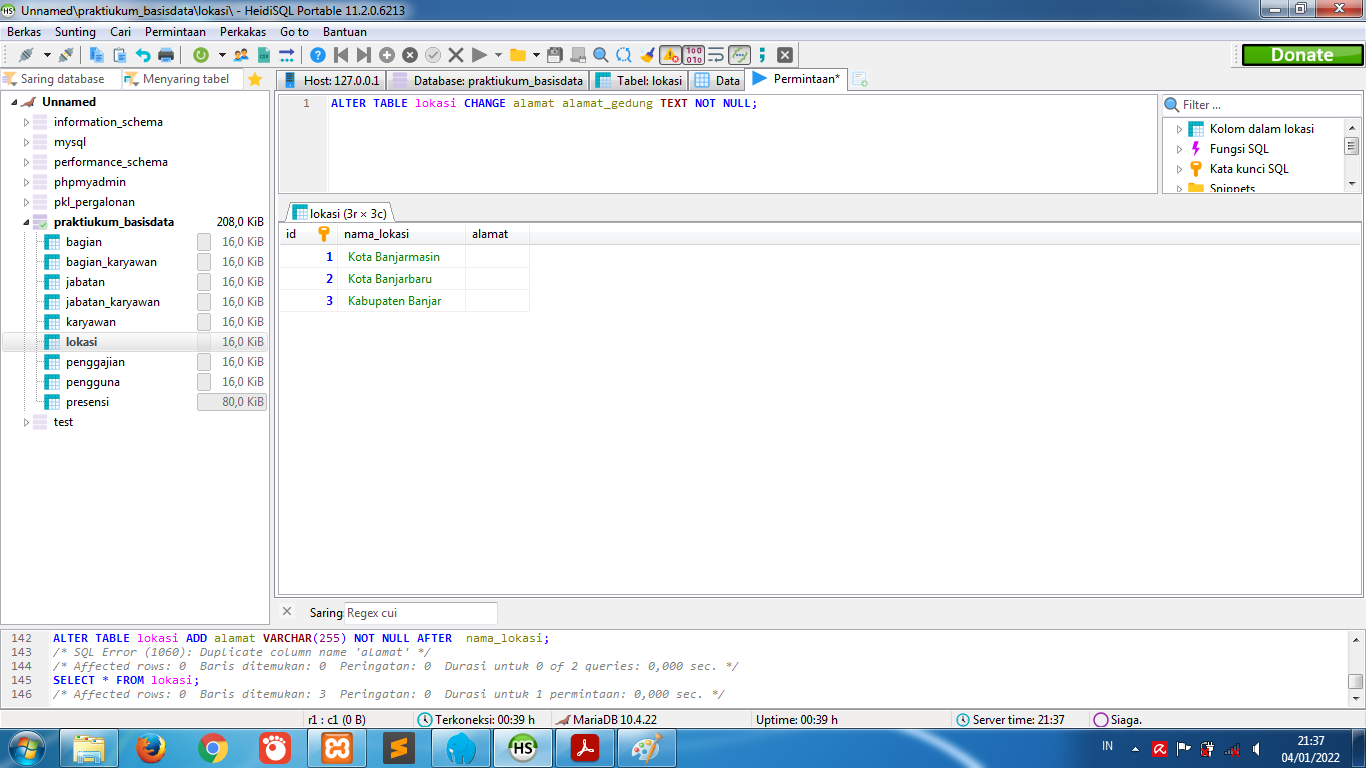 Unnamed\praktiukum_basisdata\lokasi\ - HeidiSQL Portable 11.2.0.6213
Berkas Sunting Cari Permintaan Perkakas Go to Bantuan
Donate
Saring database Menyaring tabel
Host: 127.0.0.1 Database: praktiukum_basisdata Tabel: lokasi Data Permintaan*
Unnamed
information_schema
mysql
performance_schema
phpmyadmin
pkl_pergalonan
praktiukum_basisdata 208,0 KiB
bagian 16,0 KiB
bagian_karyawan 16,0 KiB
jabatan 16,0 KiB
jabatan_karyawan 16,0 KiB
karyawan 16,0 KiB
lokasi 16,0 KiB
penggajian 16,0 KiB
pengguna 16,0 KiB
presensi 80,0 KiB
test
1 ALTER TABLE lokasi CHANGE alamat alamat_gedung TEXT NOT NULL;
Filter ...
Kolom dalam lokasi
Fungsi SQL
Kata kunci SQL
Snippets
lokasi (3r × 3c)
id nama_lokasi alamat
1 Kota Banjarmasin
2 Kota Banjarbaru
3 Kabupaten Banjar
Saring: Regex cui
142 ALTER TABLE lokasi ADD alamat VARCHAR(255) NOT NULL AFTER  nama_lokasi;
143 /* SQL Error (1060): Duplicate column name 'alamat' */
144 /* Affected rows: 0  Baris ditemukan: 0  Peringatan: 0  Durasi untuk 0 of 2 queries: 0,000 sec. */
145 SELECT * FROM lokasi;
146 /* Affected rows: 0  Baris ditemukan: 3  Peringatan: 0  Durasi untuk 1 permintaan: 0,000 sec. */
r1 : c1 (0 B) Terkoneksi: 00:39 h MariaDB 10.4.22 Uptime: 00:39 h Server time: 21:37 Siaga.
HS
IN
21:37
04/01/2022